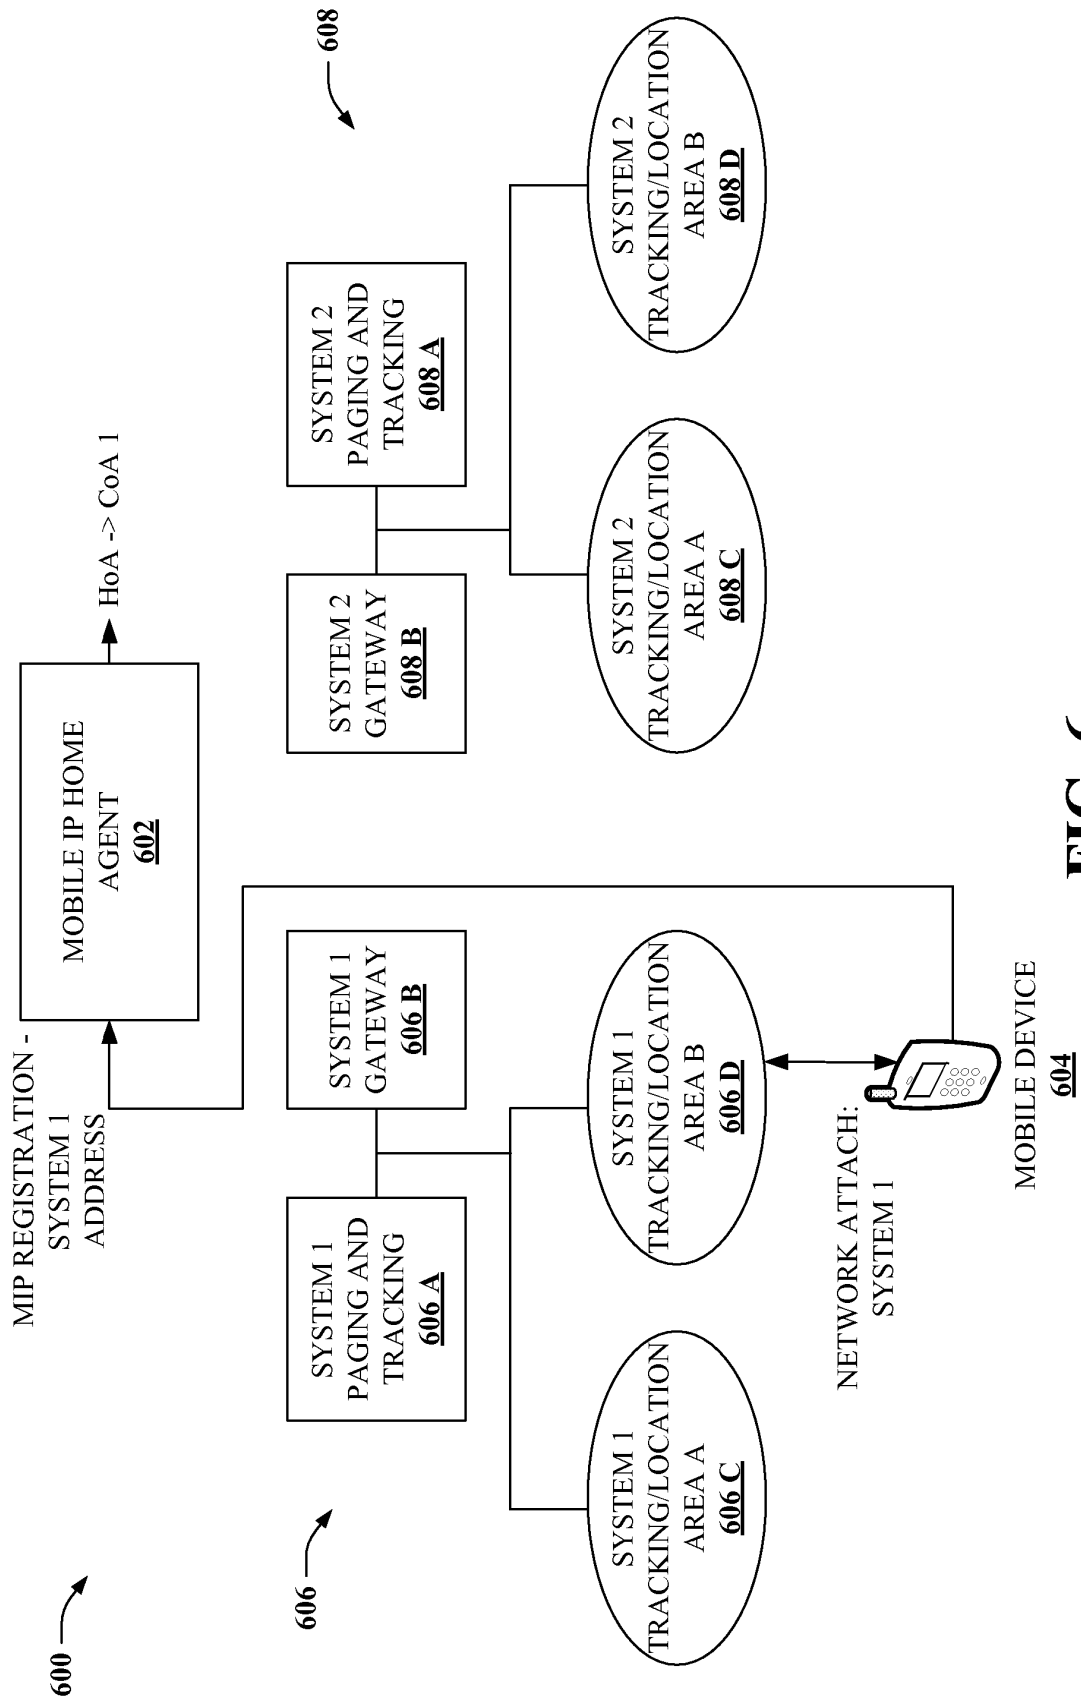 600
MIP REGISTRATION -
SYSTEM 1
ADDRESS
MOBILE IP HOME
AGENT
602
HoA -> CoA 1
606
608
SYSTEM 1
PAGING AND
TRACKING
606 A
SYSTEM 1
GATEWAY
606 B
SYSTEM 2
GATEWAY
608 B
SYSTEM 2
PAGING AND
TRACKING
608 A
SYSTEM 1
TRACKING/LOCATION
AREA A
606 C
SYSTEM 1
TRACKING/LOCATION
AREA B
606 D
SYSTEM 2
TRACKING/LOCATION
AREA A
608 C
SYSTEM 2
TRACKING/LOCATION
AREA B
608 D
NETWORK ATTACH:
SYSTEM 1
MOBILE DEVICE
604
FIG.